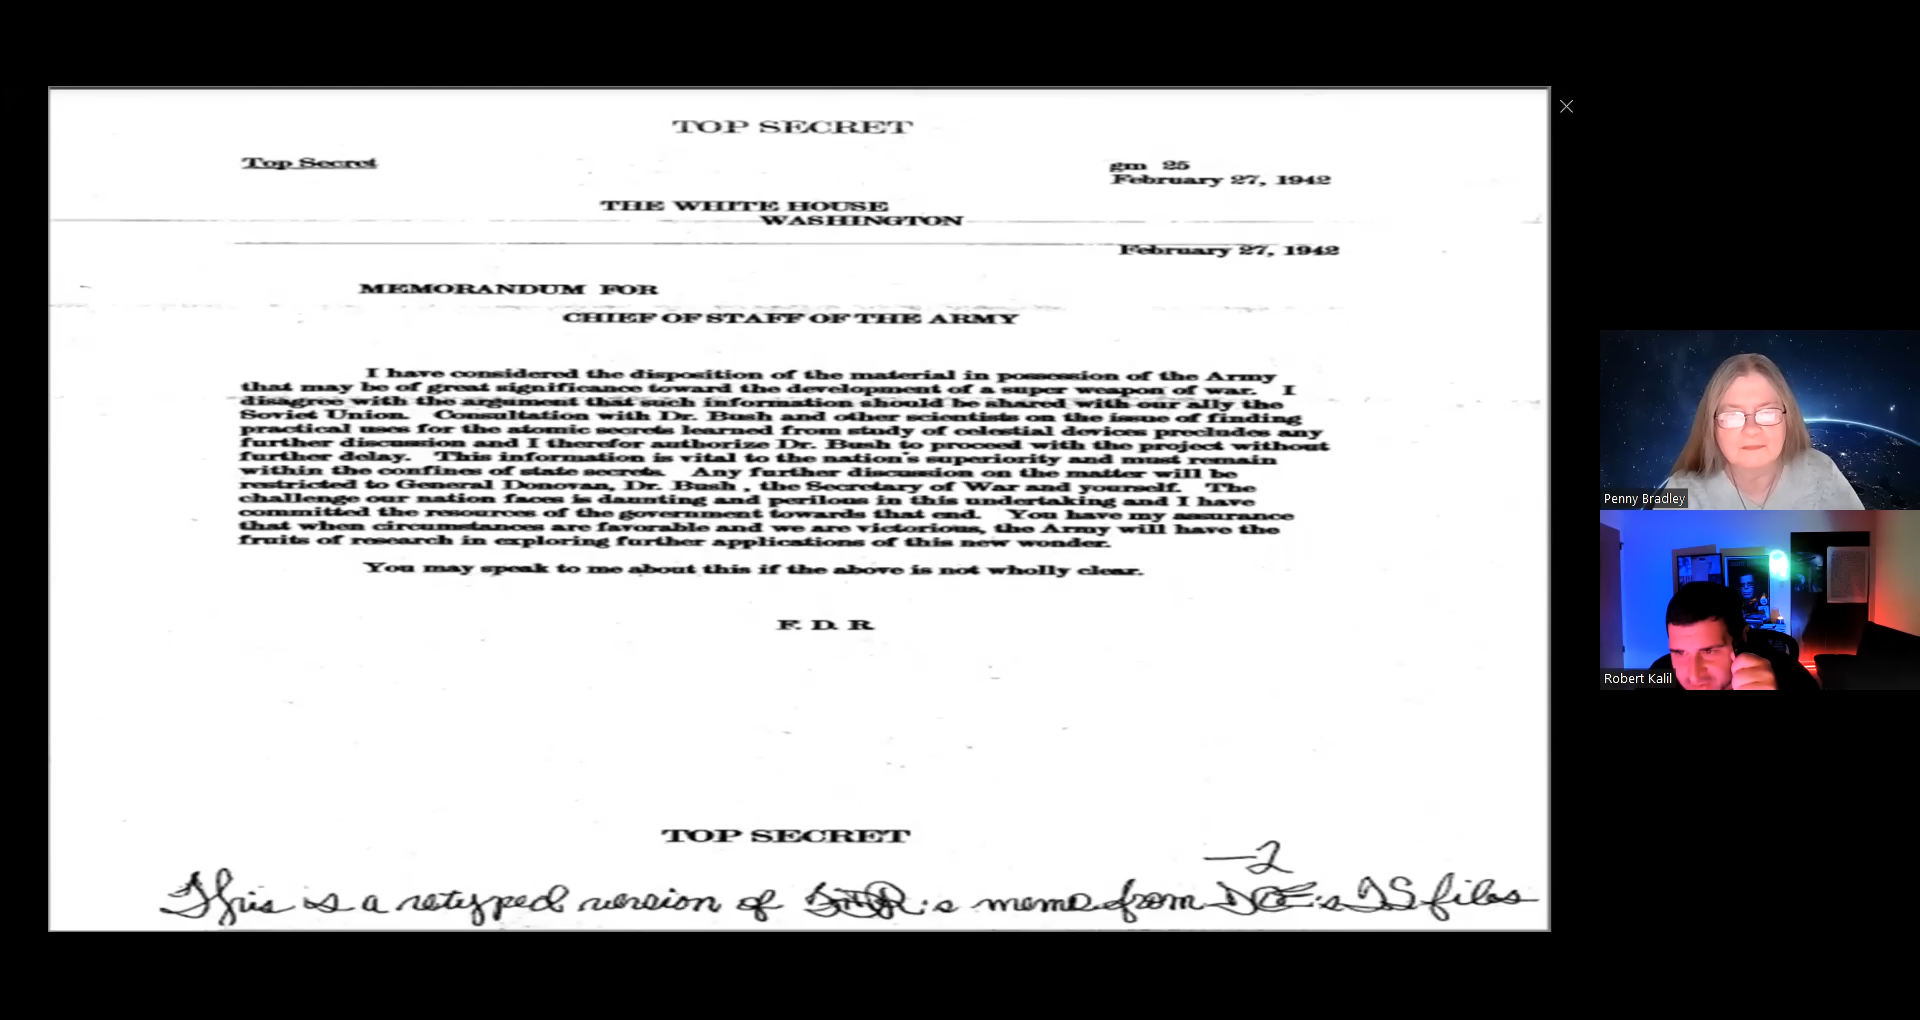 TOP SECRET
Top Secret
gm 25
February 27, 1942
THE WHITE HOUSE
WASHINGTON
February 27, 1942
MEMORANDUM FOR
CHIEF OF STAFF OF THE ARMY
I have considered the disposition of the material in possession of the Army
that may be of great significance toward the development of a super weapon of war. I
disagree with the argument that such information should be shared with our ally the
Soviet Union. Consultation with Dr. Bush and other scientists on the issue of finding
practical uses for the atomic secrets learned from study of celestial devices precludes any
further discussion and I therefor authorize Dr. Bush to proceed with the project without
further delay. This information is vital to the nation's superiority and must remain
within the confines of state secrets. Any further discussion on the matter will be
restricted to General Donovan, Dr. Bush , the Secretary of War and yourself. The
challenge our nation faces is daunting and perilous in this undertaking and I have
committed the resources of the government towards that end. You have my assurance
that when circumstances are favorable and we are victorious, the Army will have the
fruits of research in exploring further applications of this new wonder.
You may speak to me about this if the above is not wholly clear.
F. D. R.
TOP SECRET
-2
This is a retyped version of memo from TS files
Penny Bradley
Robert Kalil